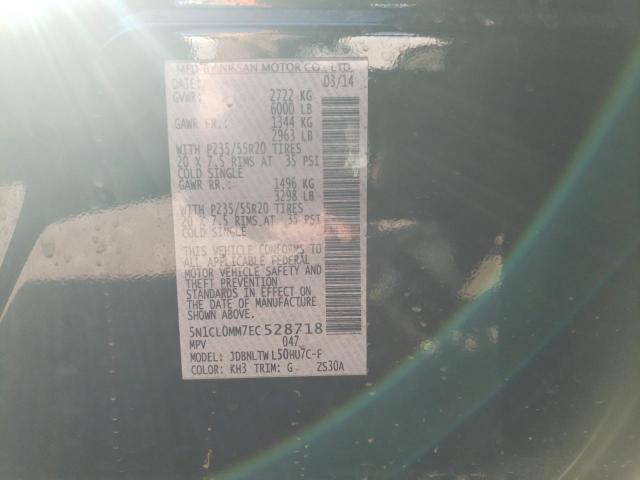 MFD BY NISSAN MOTOR CO., LTD.
DATE: 03/14
GVWR: 2722 KG
6000 LB
GAWR FR.: 1344 KG
2963 LB
WITH P235/55R20 TIRES
20 X 7.5 RIMS AT 35 PSI
COLD SINGLE
GAWR RR.: 1496 KG
3298 LB
WITH P235/55R20 TIRES
20 X 7.5 RIMS AT 35 PSI
COLD SINGLE
THIS VEHICLE CONFORMS TO
ALL APPLICABLE FEDERAL
MOTOR VEHICLE SAFETY AND
THEFT PREVENTION
STANDARDS IN EFFECT ON
THE DATE OF MANUFACTURE
SHOWN ABOVE.
5N1CL0MM7EC528718
MPV 047
MODEL: JDBNLTWL50HU7C-F
COLOR: KH3 TRIM: G ZS30A